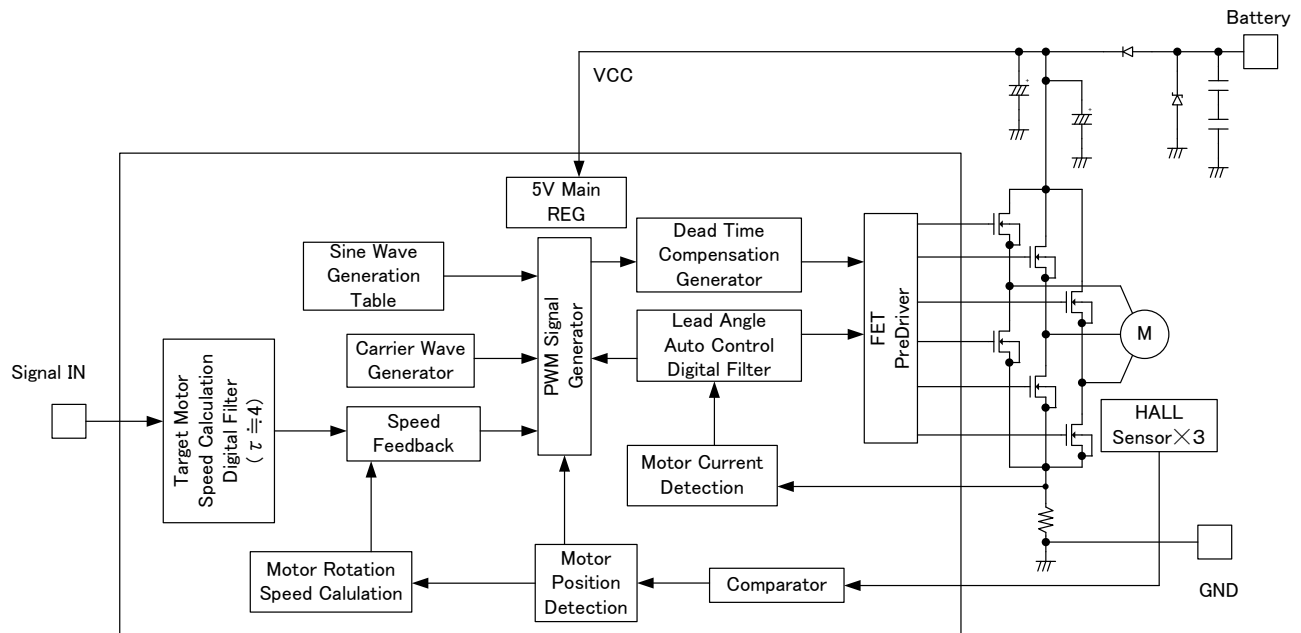 Battery
VCC
5V Main
REG
Sine Wave
Generation
Table
Dead Time
Compensation
Generator
PWM Signal
Generator
FET
PreDriver
Lead Angle
Auto Control
Digital Filter
Carrier Wave
Generator
M
Signal IN
Target Motor
Speed Calculation
Digital Filter
(τ≒4)
Speed
Feedback
HALL
Sensor×3
Motor Current
Detection
Motor Rotation
Speed Calulation
Motor
Position
Detection
Comparator
GND
+
+